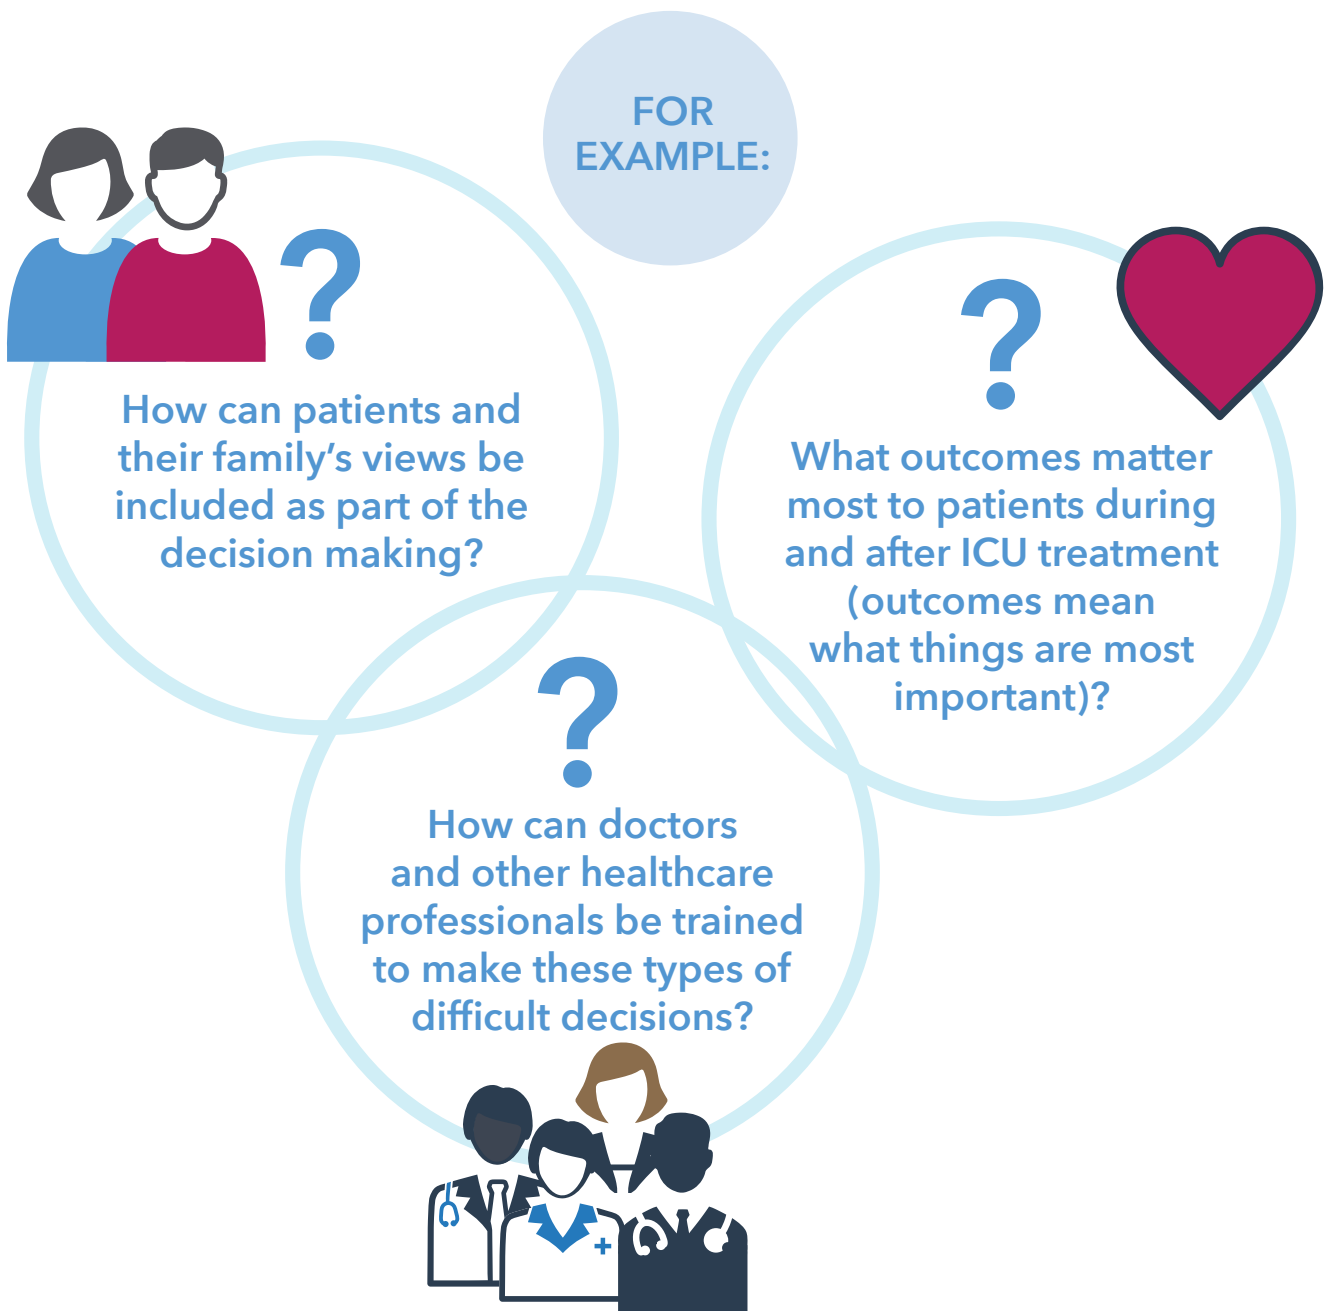 FOR
EXAMPLE:
?
How can patients and
their family’s views be
included as part of the
decision making?
?
What outcomes matter
most to patients during
and after ICU treatment
(outcomes mean
what things are most
important)?
?
How can doctors
and other healthcare
professionals be trained
to make these types of
difficult decisions?